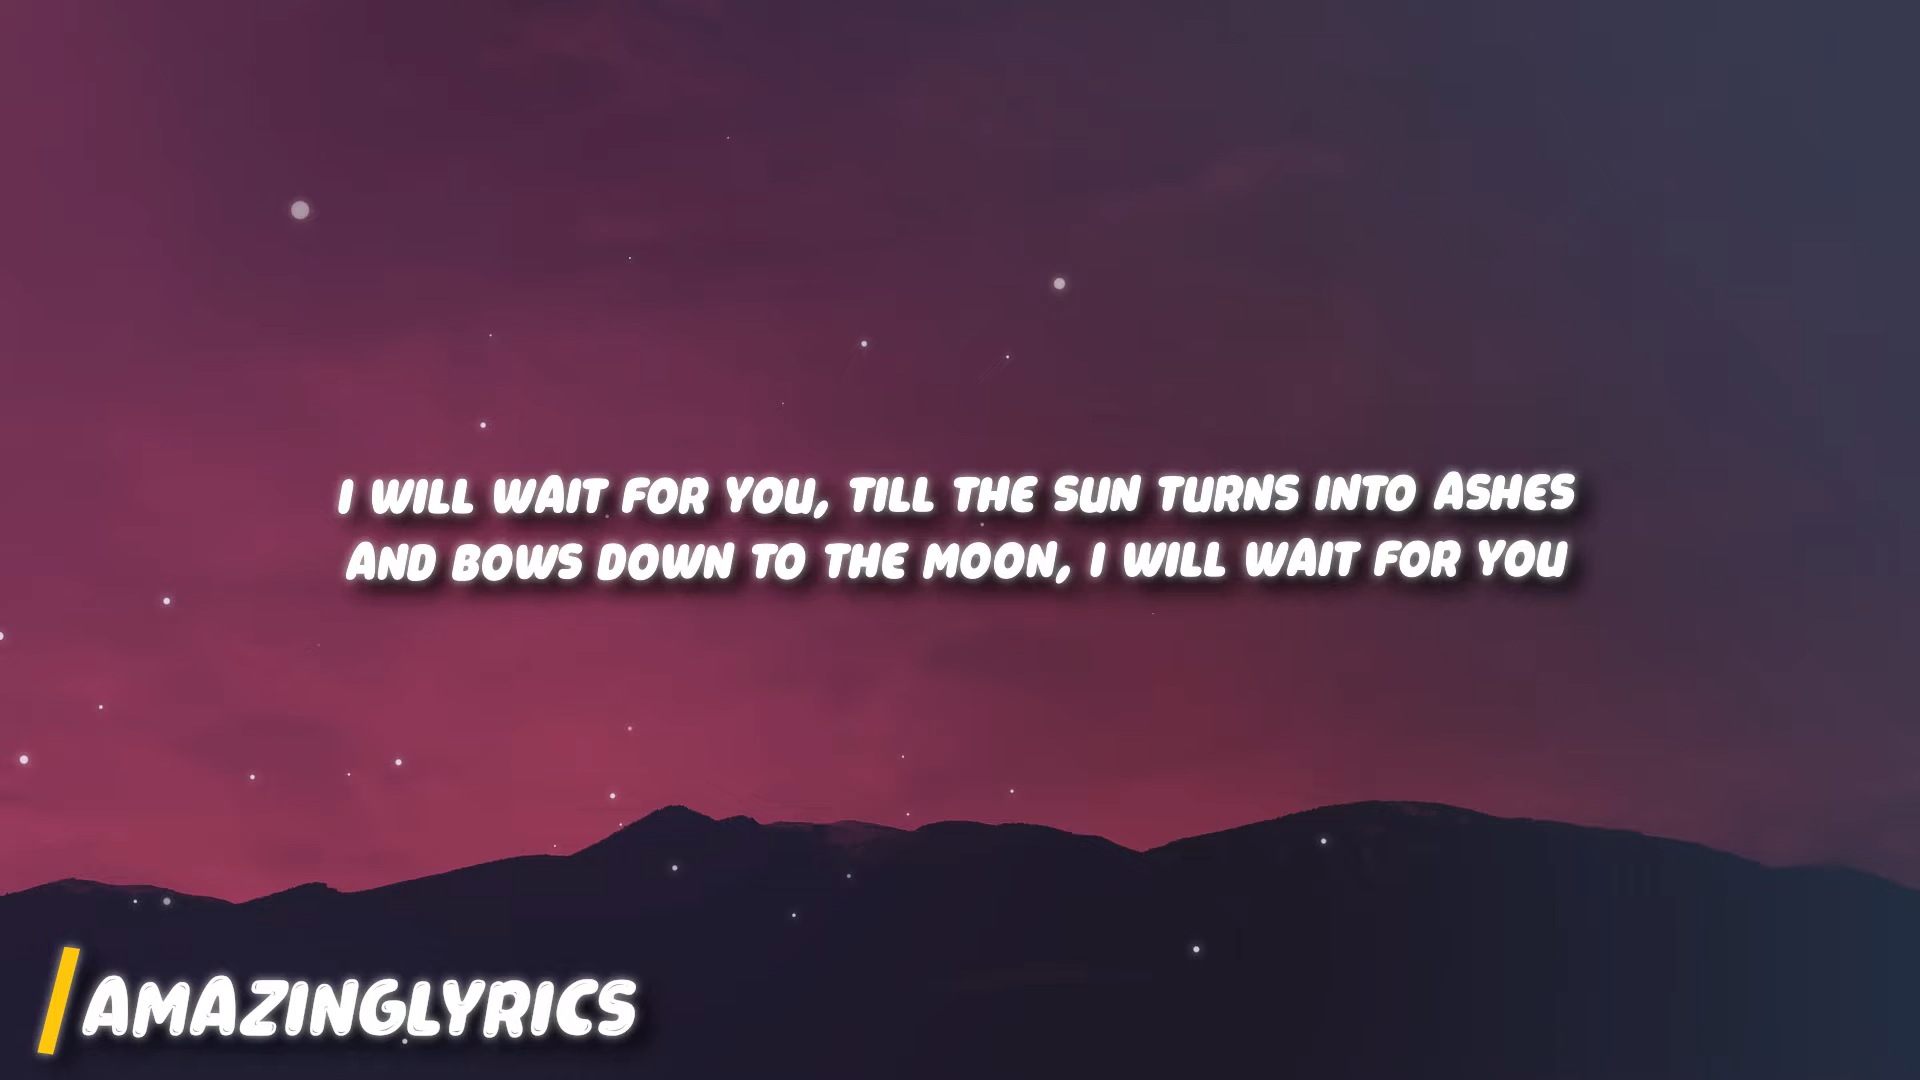 I WILL WAIT FOR YOU, TILL THE SUN TURNS INTO ASHES
AND BOWS DOWN TO THE MOON, I WILL WAIT FOR YOU
AMAZINGLYRICS